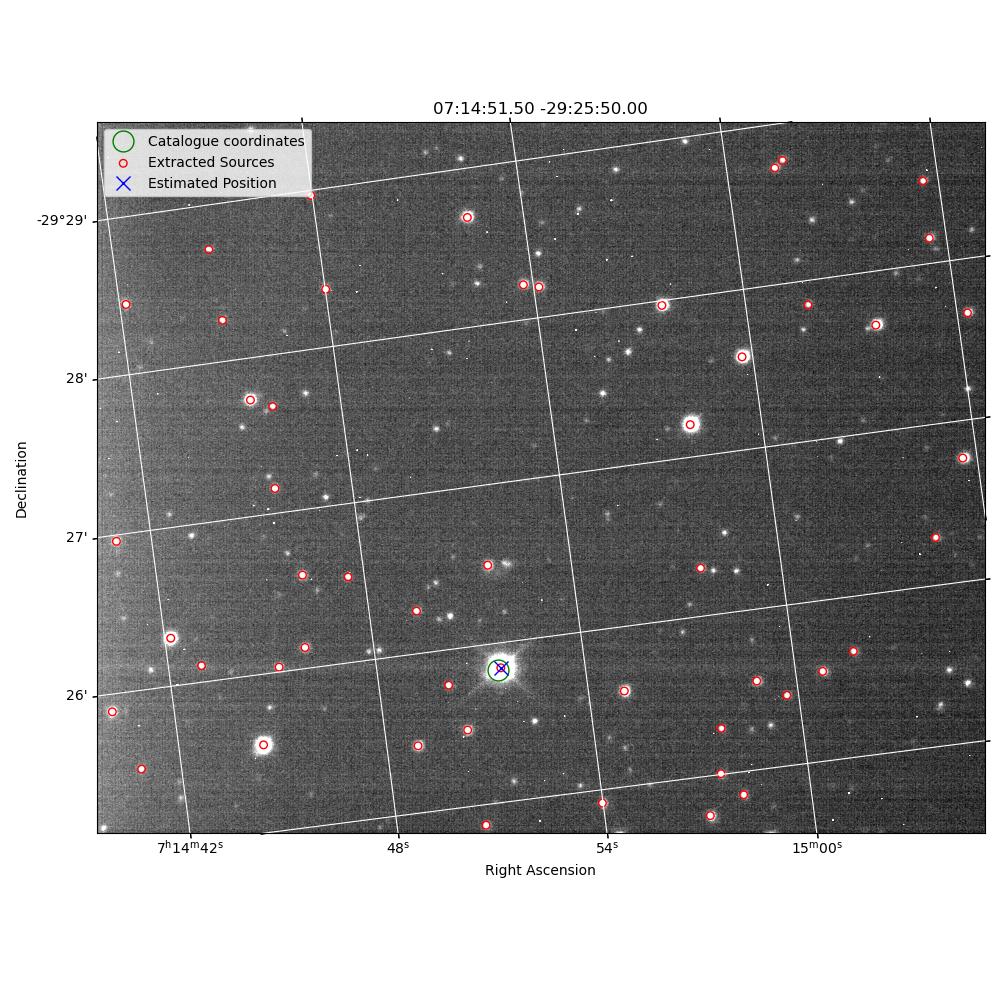 07:14:51.50 -29:25:50.00
Catalogue coordinates
Extracted Sources
Estimated Position
-29°29'
28'
27'
26'
Declination
7ʰ14ᵐ42ˢ 48ˢ 54ˢ 15ᵐ00ˢ
Right Ascension